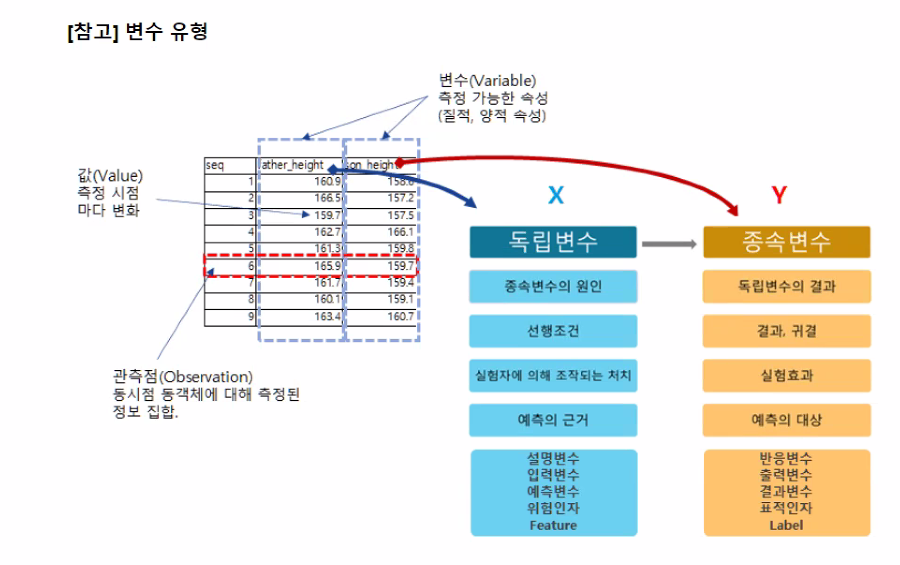 [참고] 변수 유형
변수(Variable)
측정 가능한 속성
(질적, 양적 속성)
값(Value)
측정 시점
마다 변화
seq ather_height son_height
1 160.9 158.6
2 166.5 157.2
3 159.7 157.5
4 162.7 166.1
5 161.3 159.8
6 165.9 159.7
7 161.7 159.4
8 160.1 159.1
9 163.4 160.7
관측점(Observation)
동시점 동객체에 대해 측정된
정보 집합.
X
독립변수
종속변수의 원인
선행조건
실험자에 의해 조작되는 처치
예측의 근거
설명변수
입력변수
예측변수
위험인자
Feature
Y
종속변수
독립변수의 결과
결과, 귀결
실험효과
예측의 대상
반응변수
출력변수
결과변수
표적인자
Label